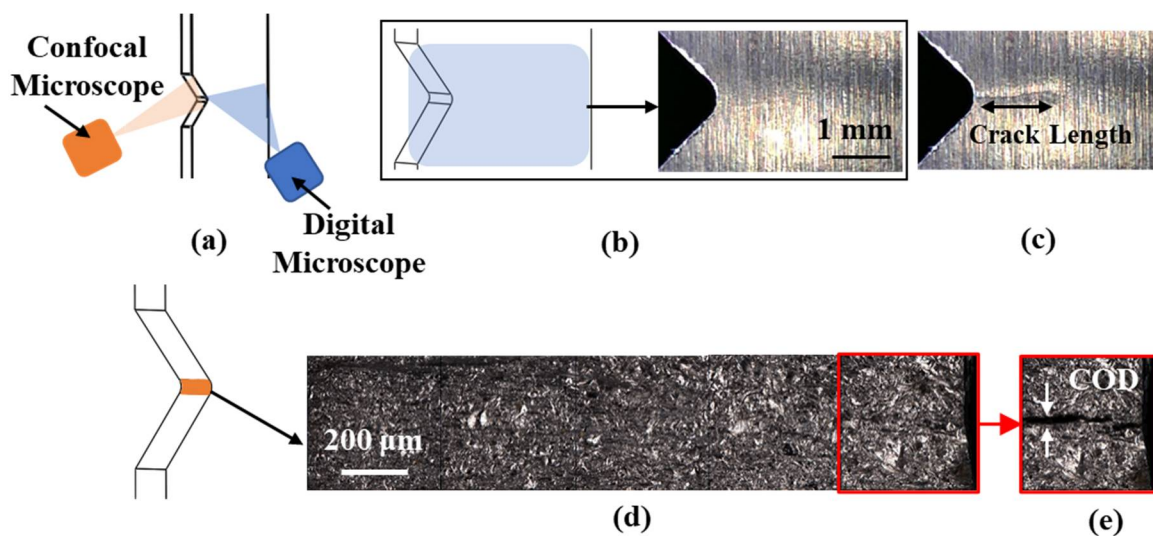 Confocal
Microscope
Digital
Microscope
(a)
1 mm
(b)
Crack Length
(c)
200 μm
(d)
COD
(e)